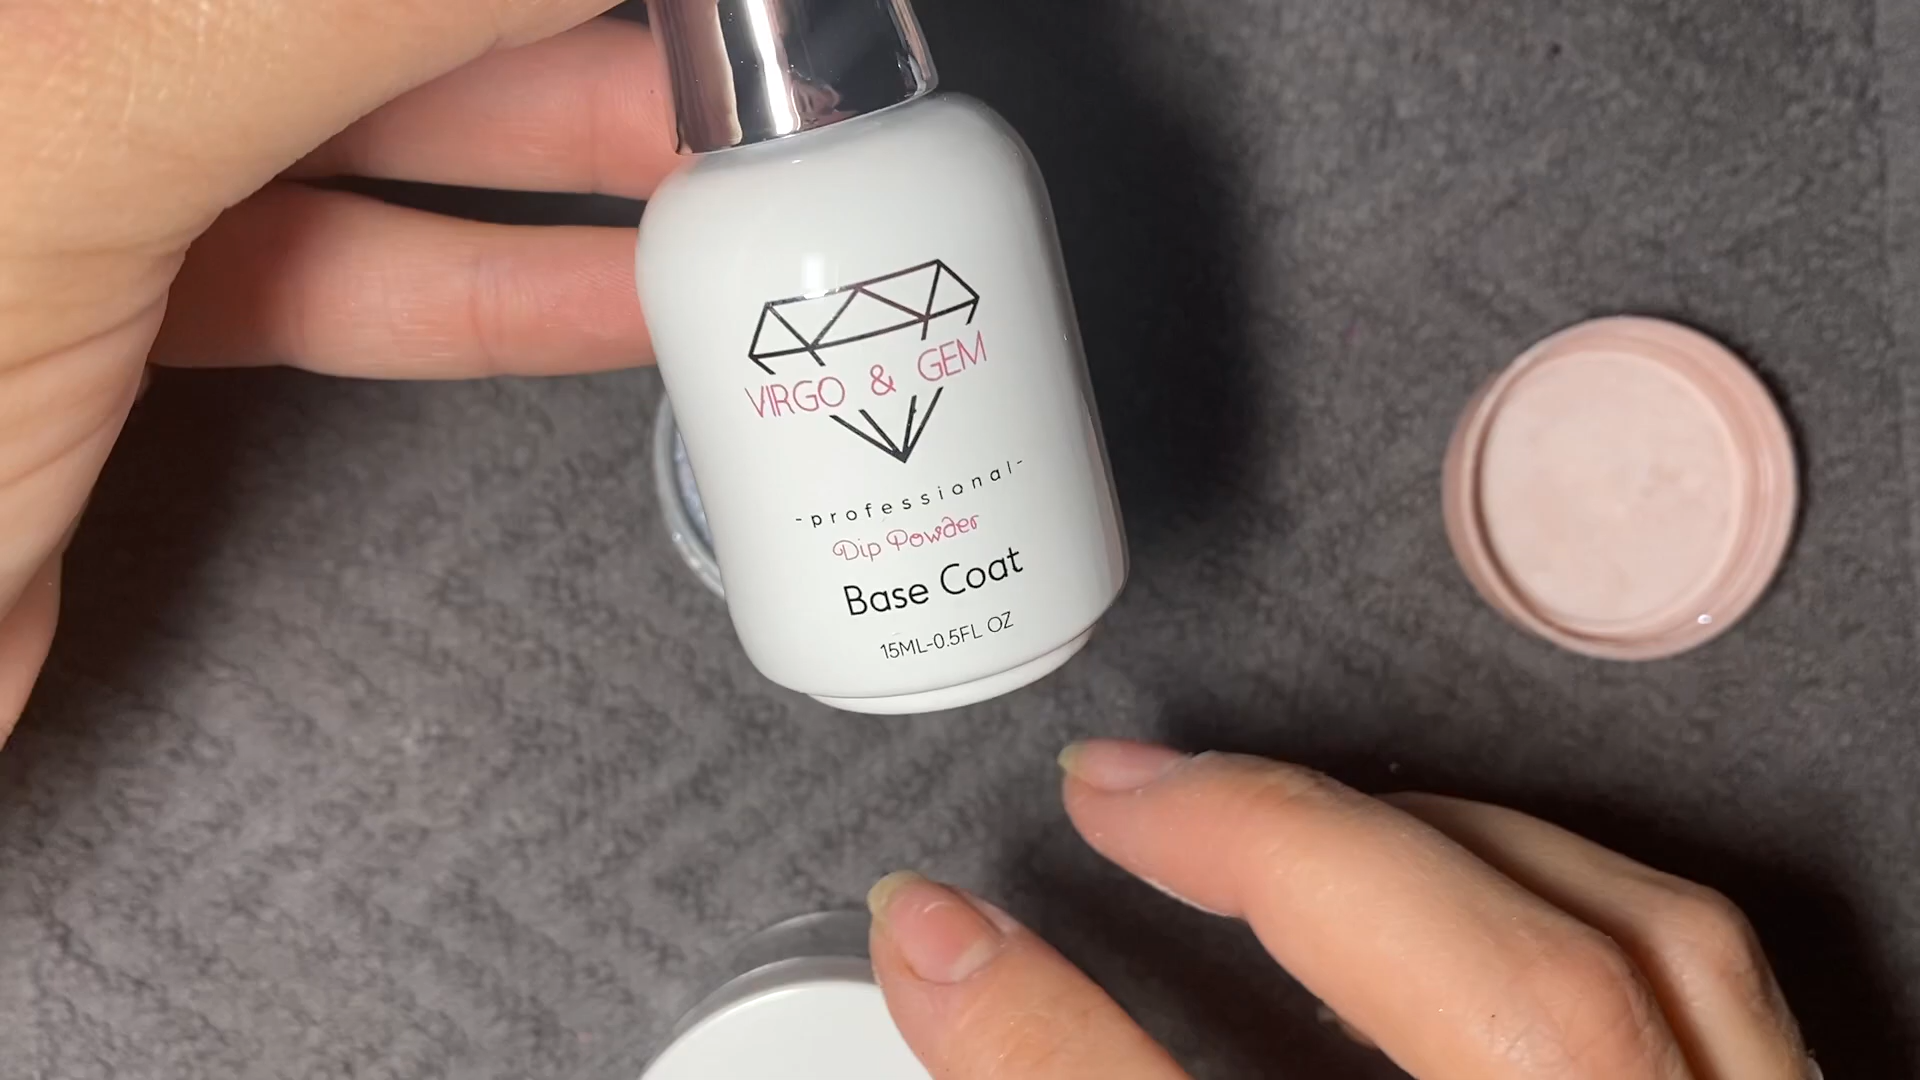 VIRGO & GEM
-professional-
Dip Powder
Base Coat
15ML-0.5FL OZ